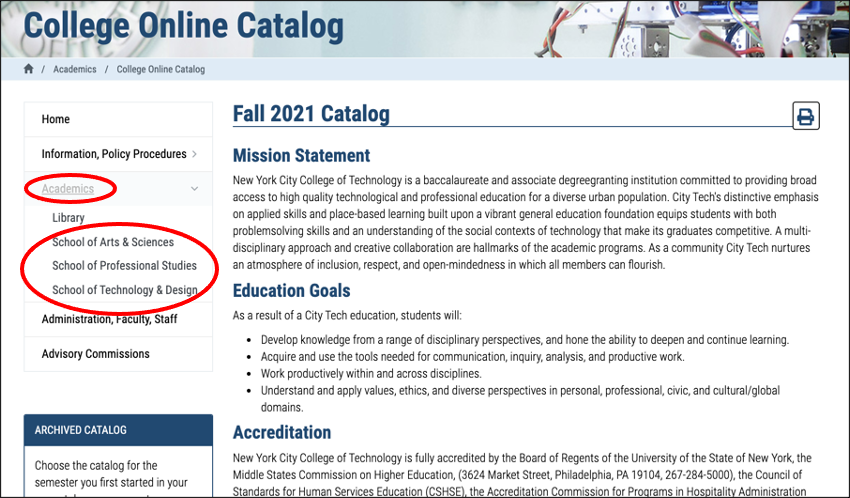 College Online Catalog
/ Academics / College Online Catalog
Home
Information, Policy Procedures
Academics
Library
School of Arts & Sciences
School of Professional Studies
School of Technology & Design
Administration, Faculty, Staff
Advisory Commissions
ARCHIVED CATALOG
Choose the catalog for the
semester you first started in your
Fall 2021 Catalog
Mission Statement
New York City College of Technology is a baccalaureate and associate degreegranting institution committed to providing broad
access to high quality technological and professional education for a diverse urban population. City Tech's distinctive emphasis
on applied skills and place-based learning built upon a vibrant general education foundation equips students with both
problemsolving skills and an understanding of the social contexts of technology that make its graduates competitive. A multi-
disciplinary approach and creative collaboration are hallmarks of the academic programs. As a community City Tech nurtures
an atmosphere of inclusion, respect, and open-mindedness in which all members can flourish.
Education Goals
As a result of a City Tech education, students will:
• Develop knowledge from a range of disciplinary perspectives, and hone the ability to deepen and continue learning.
• Acquire and use the tools needed for communication, inquiry, analysis, and productive work.
• Work productively within and across disciplines.
• Understand and apply values, ethics, and diverse perspectives in personal, professional, civic, and cultural/global
domains.
Accreditation
New York City College of Technology is fully accredited by the Board of Regents of the University of the State of New York, the
Middle States Commission on Higher Education, (3624 Market Street, Philadelphia, PA 19104, 267-284-5000), the Council of
Standards for Human Services Education (CSHSE), the Accreditation Commission for Programs in Hospitality Administration